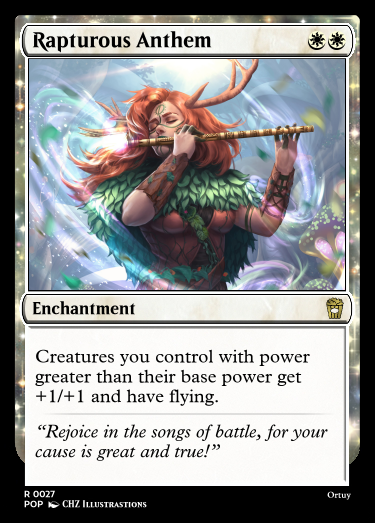 Rapturous Anthem
Enchantment
Creatures you control with power
greater than their base power get
+1/+1 and have flying.
“Rejoice in the songs of battle, for your
cause is great and true!”
R 0027
Ortuy
POP CHZ Illustrations